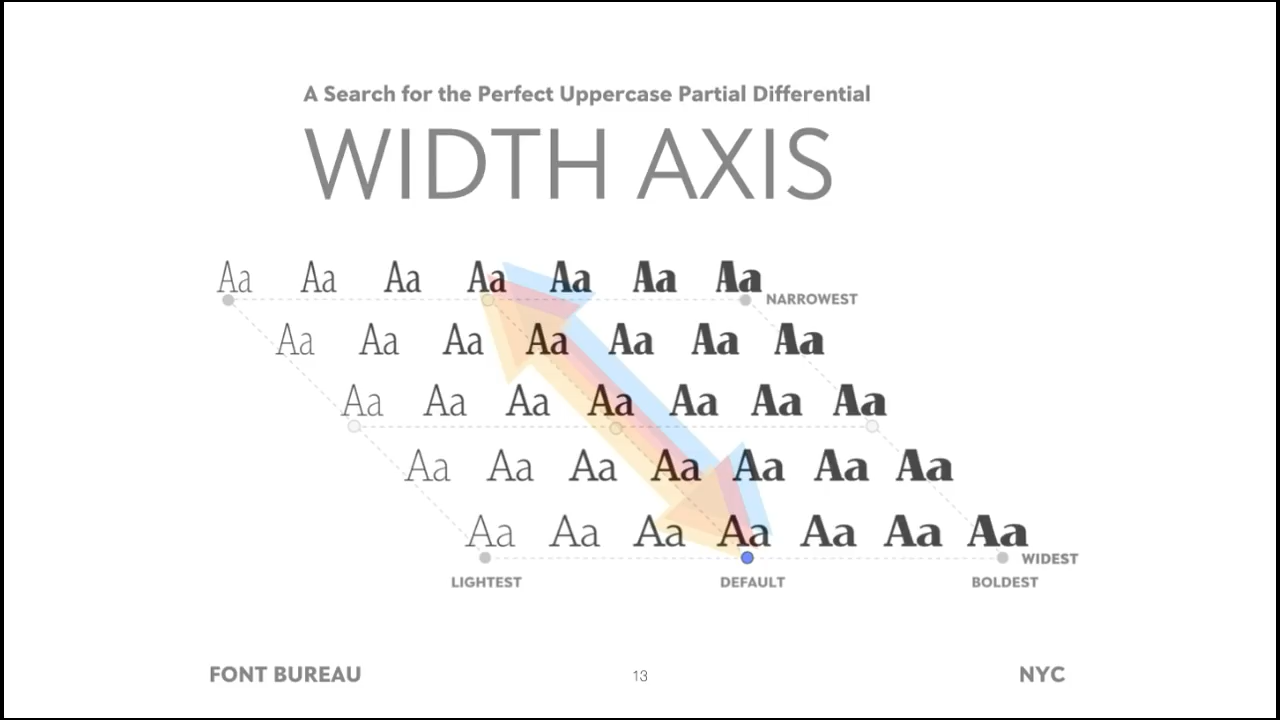 A Search for the Perfect Uppercase Partial Differential
WIDTH AXIS
Aa Aa Aa Aa Aa Aa Aa
NARROWEST
Aa Aa Aa Aa Aa Aa Aa
Aa Aa Aa Aa Aa Aa Aa
Aa Aa Aa Aa Aa Aa Aa
Aa Aa Aa Aa Aa Aa Aa
WIDEST
LIGHTEST DEFAULT BOLDEST
FONT BUREAU 13 NYC